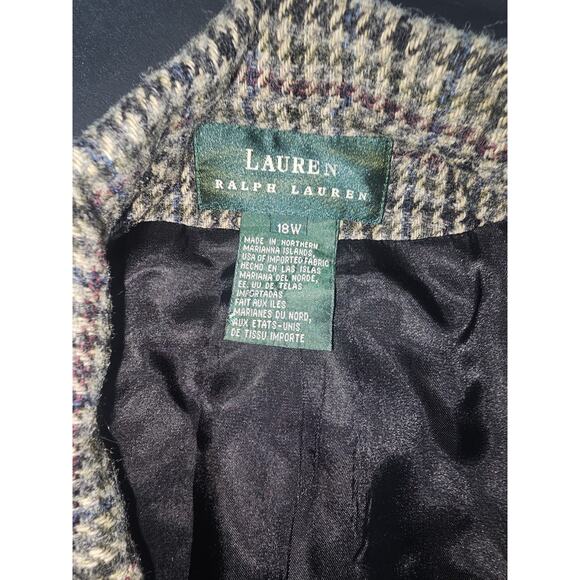 LAUREN
RALPH LAUREN
18W
MADE IN NORTHERN
MARIANNA ISLANDS,
USA OF IMPORTED FABRIC
HECHO EN LAS ISLAS
MARIANA DEL NORDE,
EE. UU DE TELAS
IMPORTADAS
FAIT AUX ILES
MARIANES DU NORD,
AUX ETATS-UNIS
DE TISSU IMPORTE